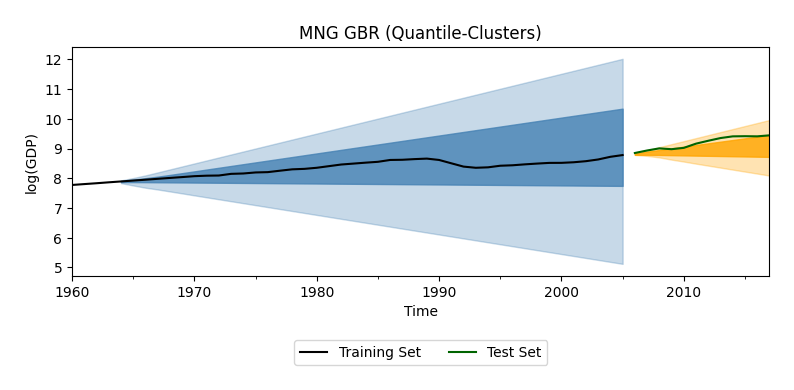 MNG GBR (Quantile-Clusters)
12
11
10
9
8
7
6
5
log(GDP)
1960 1970 1980 1990 2000 2010
Time
Training Set Test Set